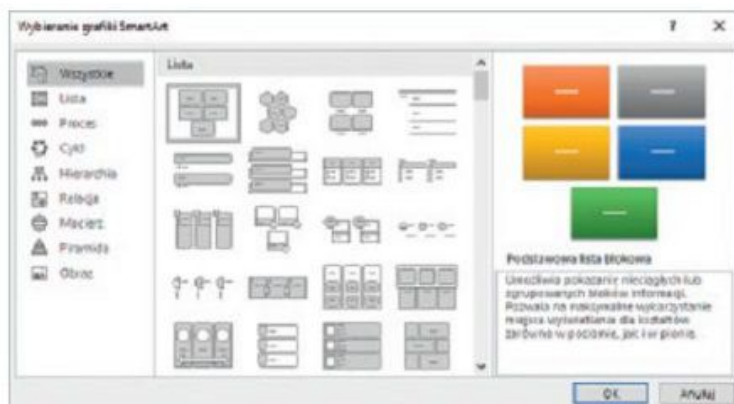 Wybieranie grafiki SmartArt
?
Wszystkie
Lista
Proces
Cykl
Hierarchia
Relacja
Macierz
Piramida
Obraz
Lista
Podstawowa lista blokowa
Umożliwia pokazanie nieciągłych lub
zgrupowanych bloków informacji.
Pozwala na maksymalne wykorzystanie
miejsca wyświetlania dla kształtów
zarówno w poziomie, jak i w pionie.
OK
Anuluj